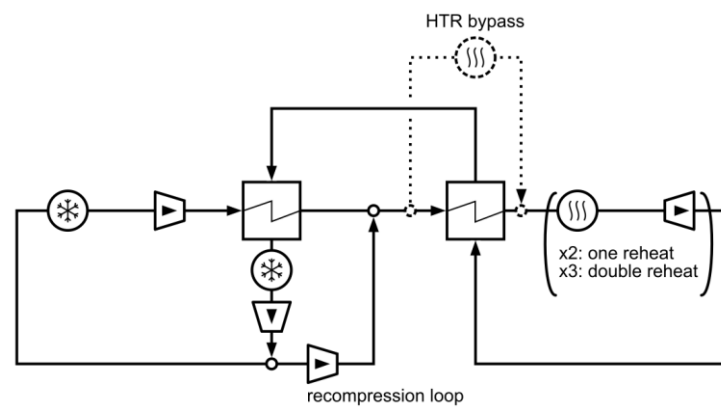 HTR bypass
x2: one reheat
x3: double reheat
recompression loop